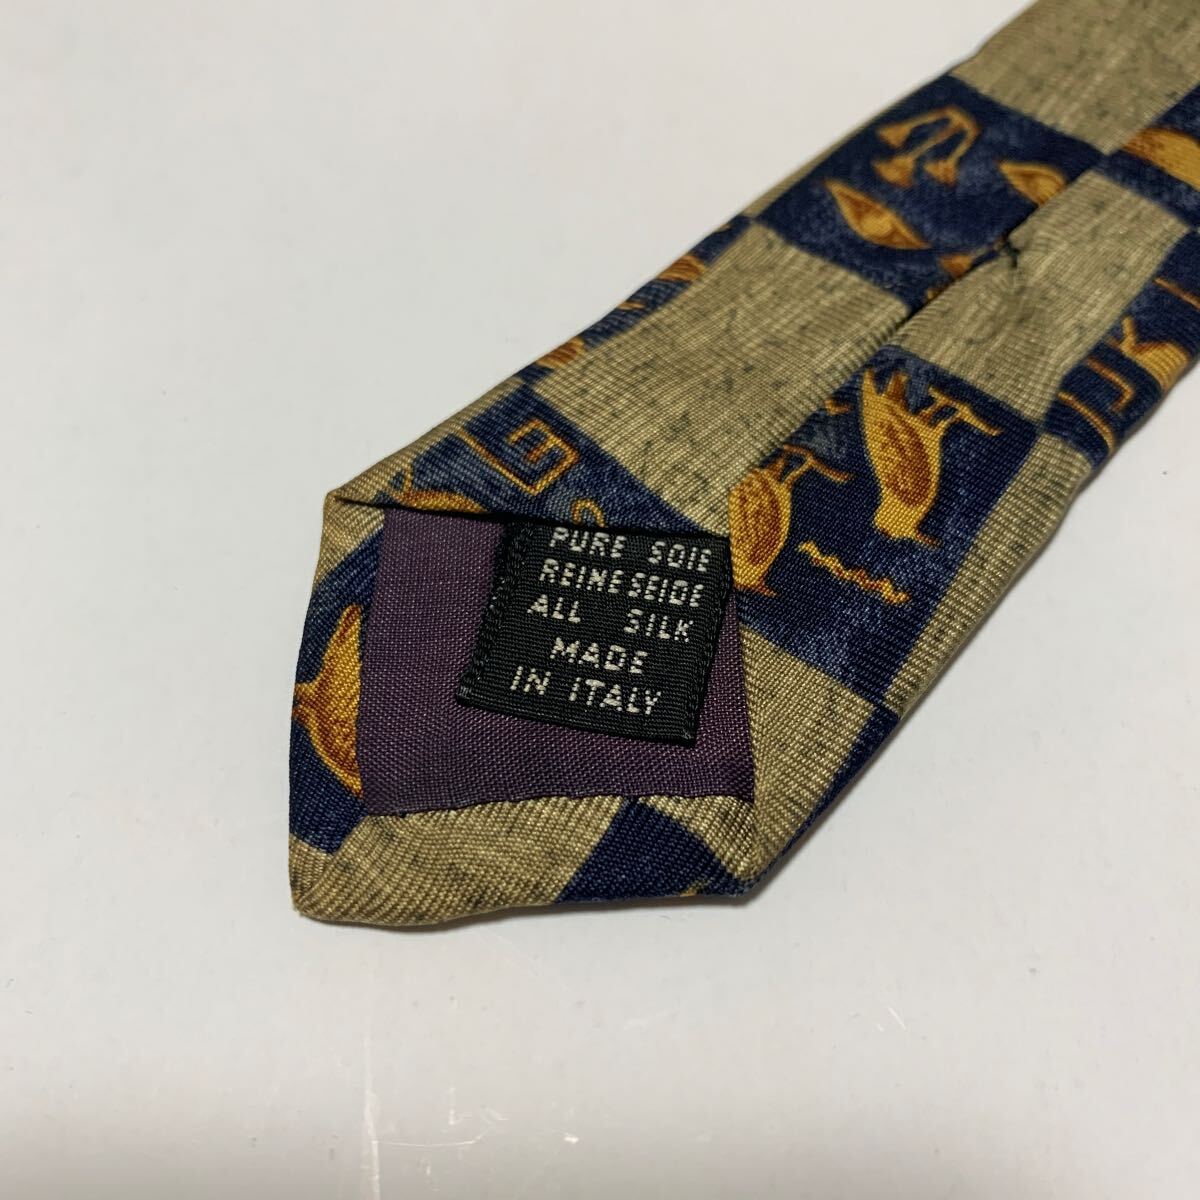 PURE SOIE
REINE SEIDE
ALL SILK
MADE
IN ITALY